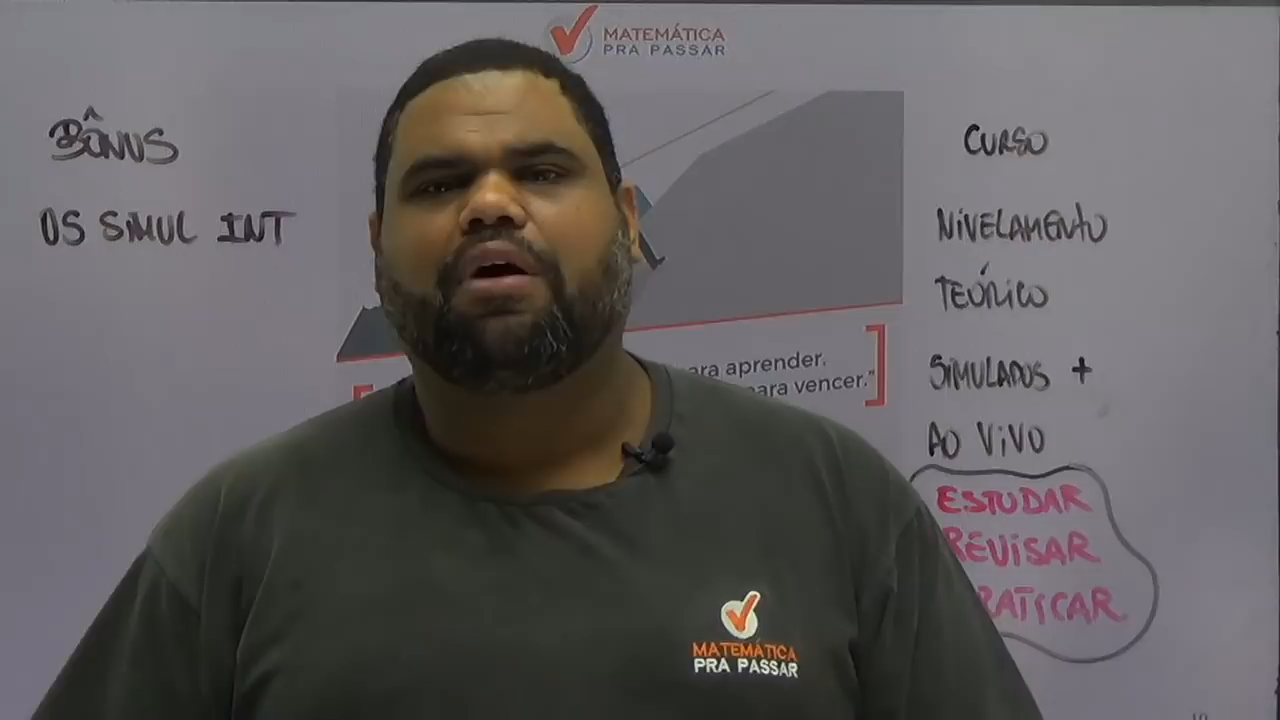 MATEMÁTICA
PRA PASSAR
BÔNUS
OS SIMUL INT
ara aprender.
ara vencer."
CURSO
NIVELAMENTO
TEÓRICO
SIMULADOS +
AO VIVO
ESTUDAR
REVISAR
PRATICAR
MATEMÁTICA
PRA PASSAR